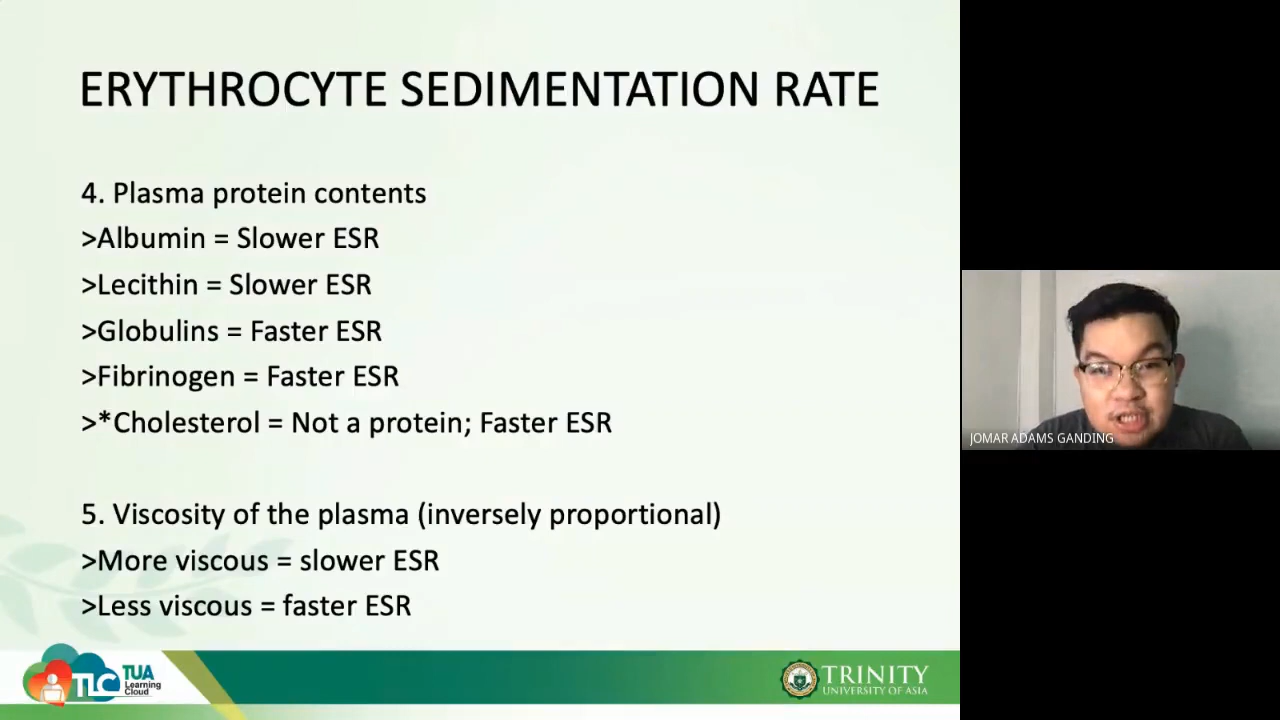 ERYTHROCYTE SEDIMENTATION RATE
4. Plasma protein contents
>Albumin = Slower ESR
>Lecithin = Slower ESR
>Globulins = Faster ESR
>Fibrinogen = Faster ESR
>*Cholesterol = Not a protein; Faster ESR
5. Viscosity of the plasma (inversely proportional)
>More viscous = slower ESR
>Less viscous = faster ESR
JOMAR ADAMS GANDING
TLC
TUA
Learning
Cloud
TRINITY
UNIVERSITY OF ASIA